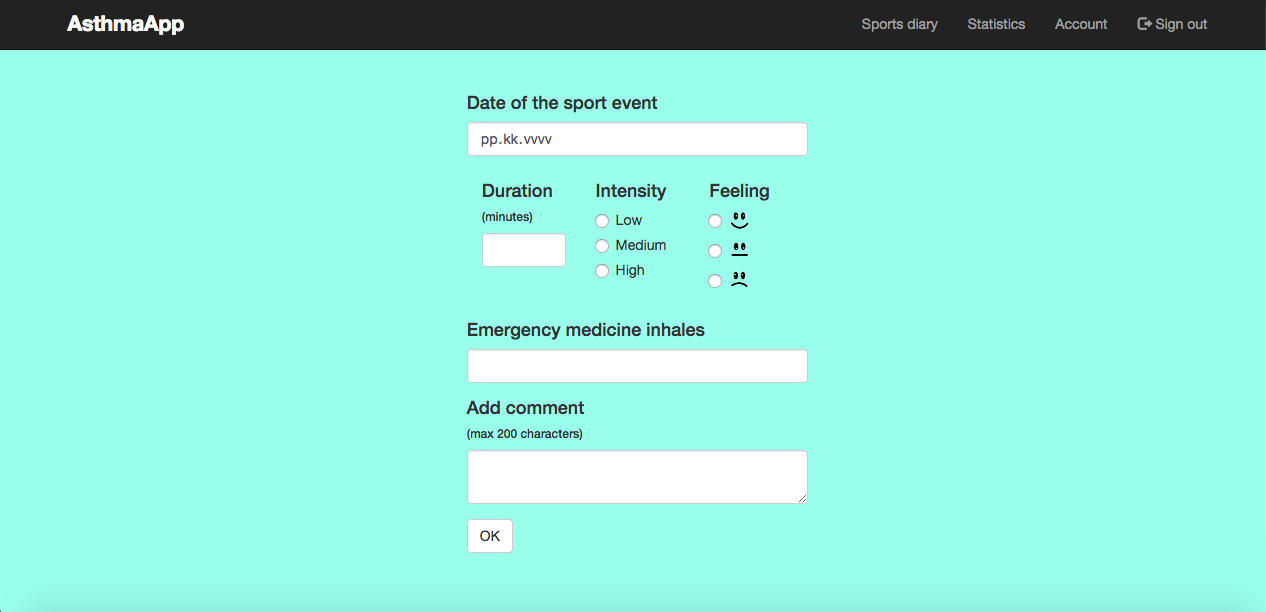 AsthmaApp
Sports diary
Statistics
Account
Sign out
Date of the sport event
pp.kk.vvvv
Duration
(minutes)
Intensity
Low
Medium
High
Feeling
Emergency medicine inhales
Add comment
(max 200 characters)
OK